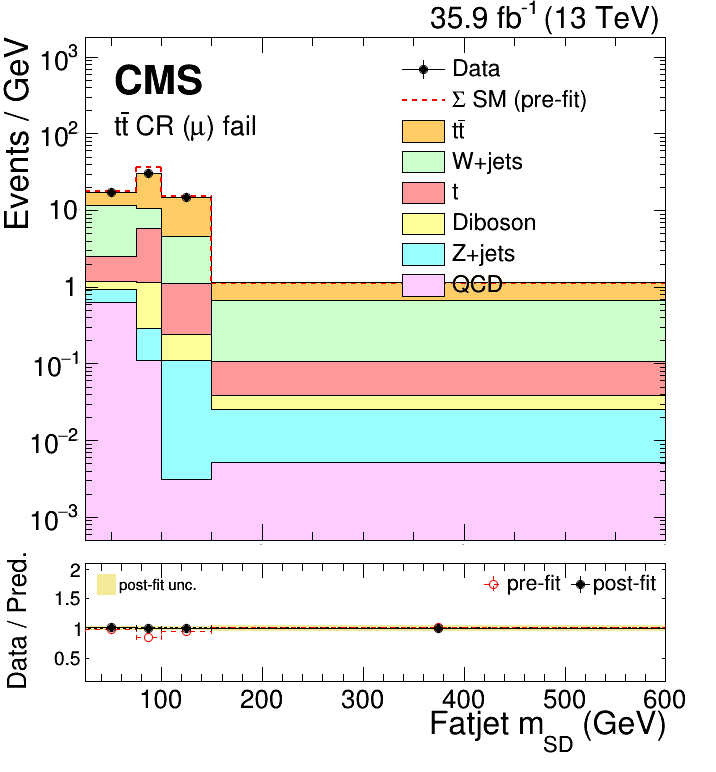 35.9 fb⁻¹ (13 TeV)
Events / GeV
10³
10²
10
1
10⁻¹
10⁻²
10⁻³
CMS
tt̄ CR (μ) fail
Data
Σ SM (pre-fit)
tt̄
W+jets
t
Diboson
Z+jets
QCD
Data / Pred.
2
1.5
1
0.5
post-fit unc.
pre-fit
post-fit
100 200 300 400 500 600
Fatjet m_SD (GeV)